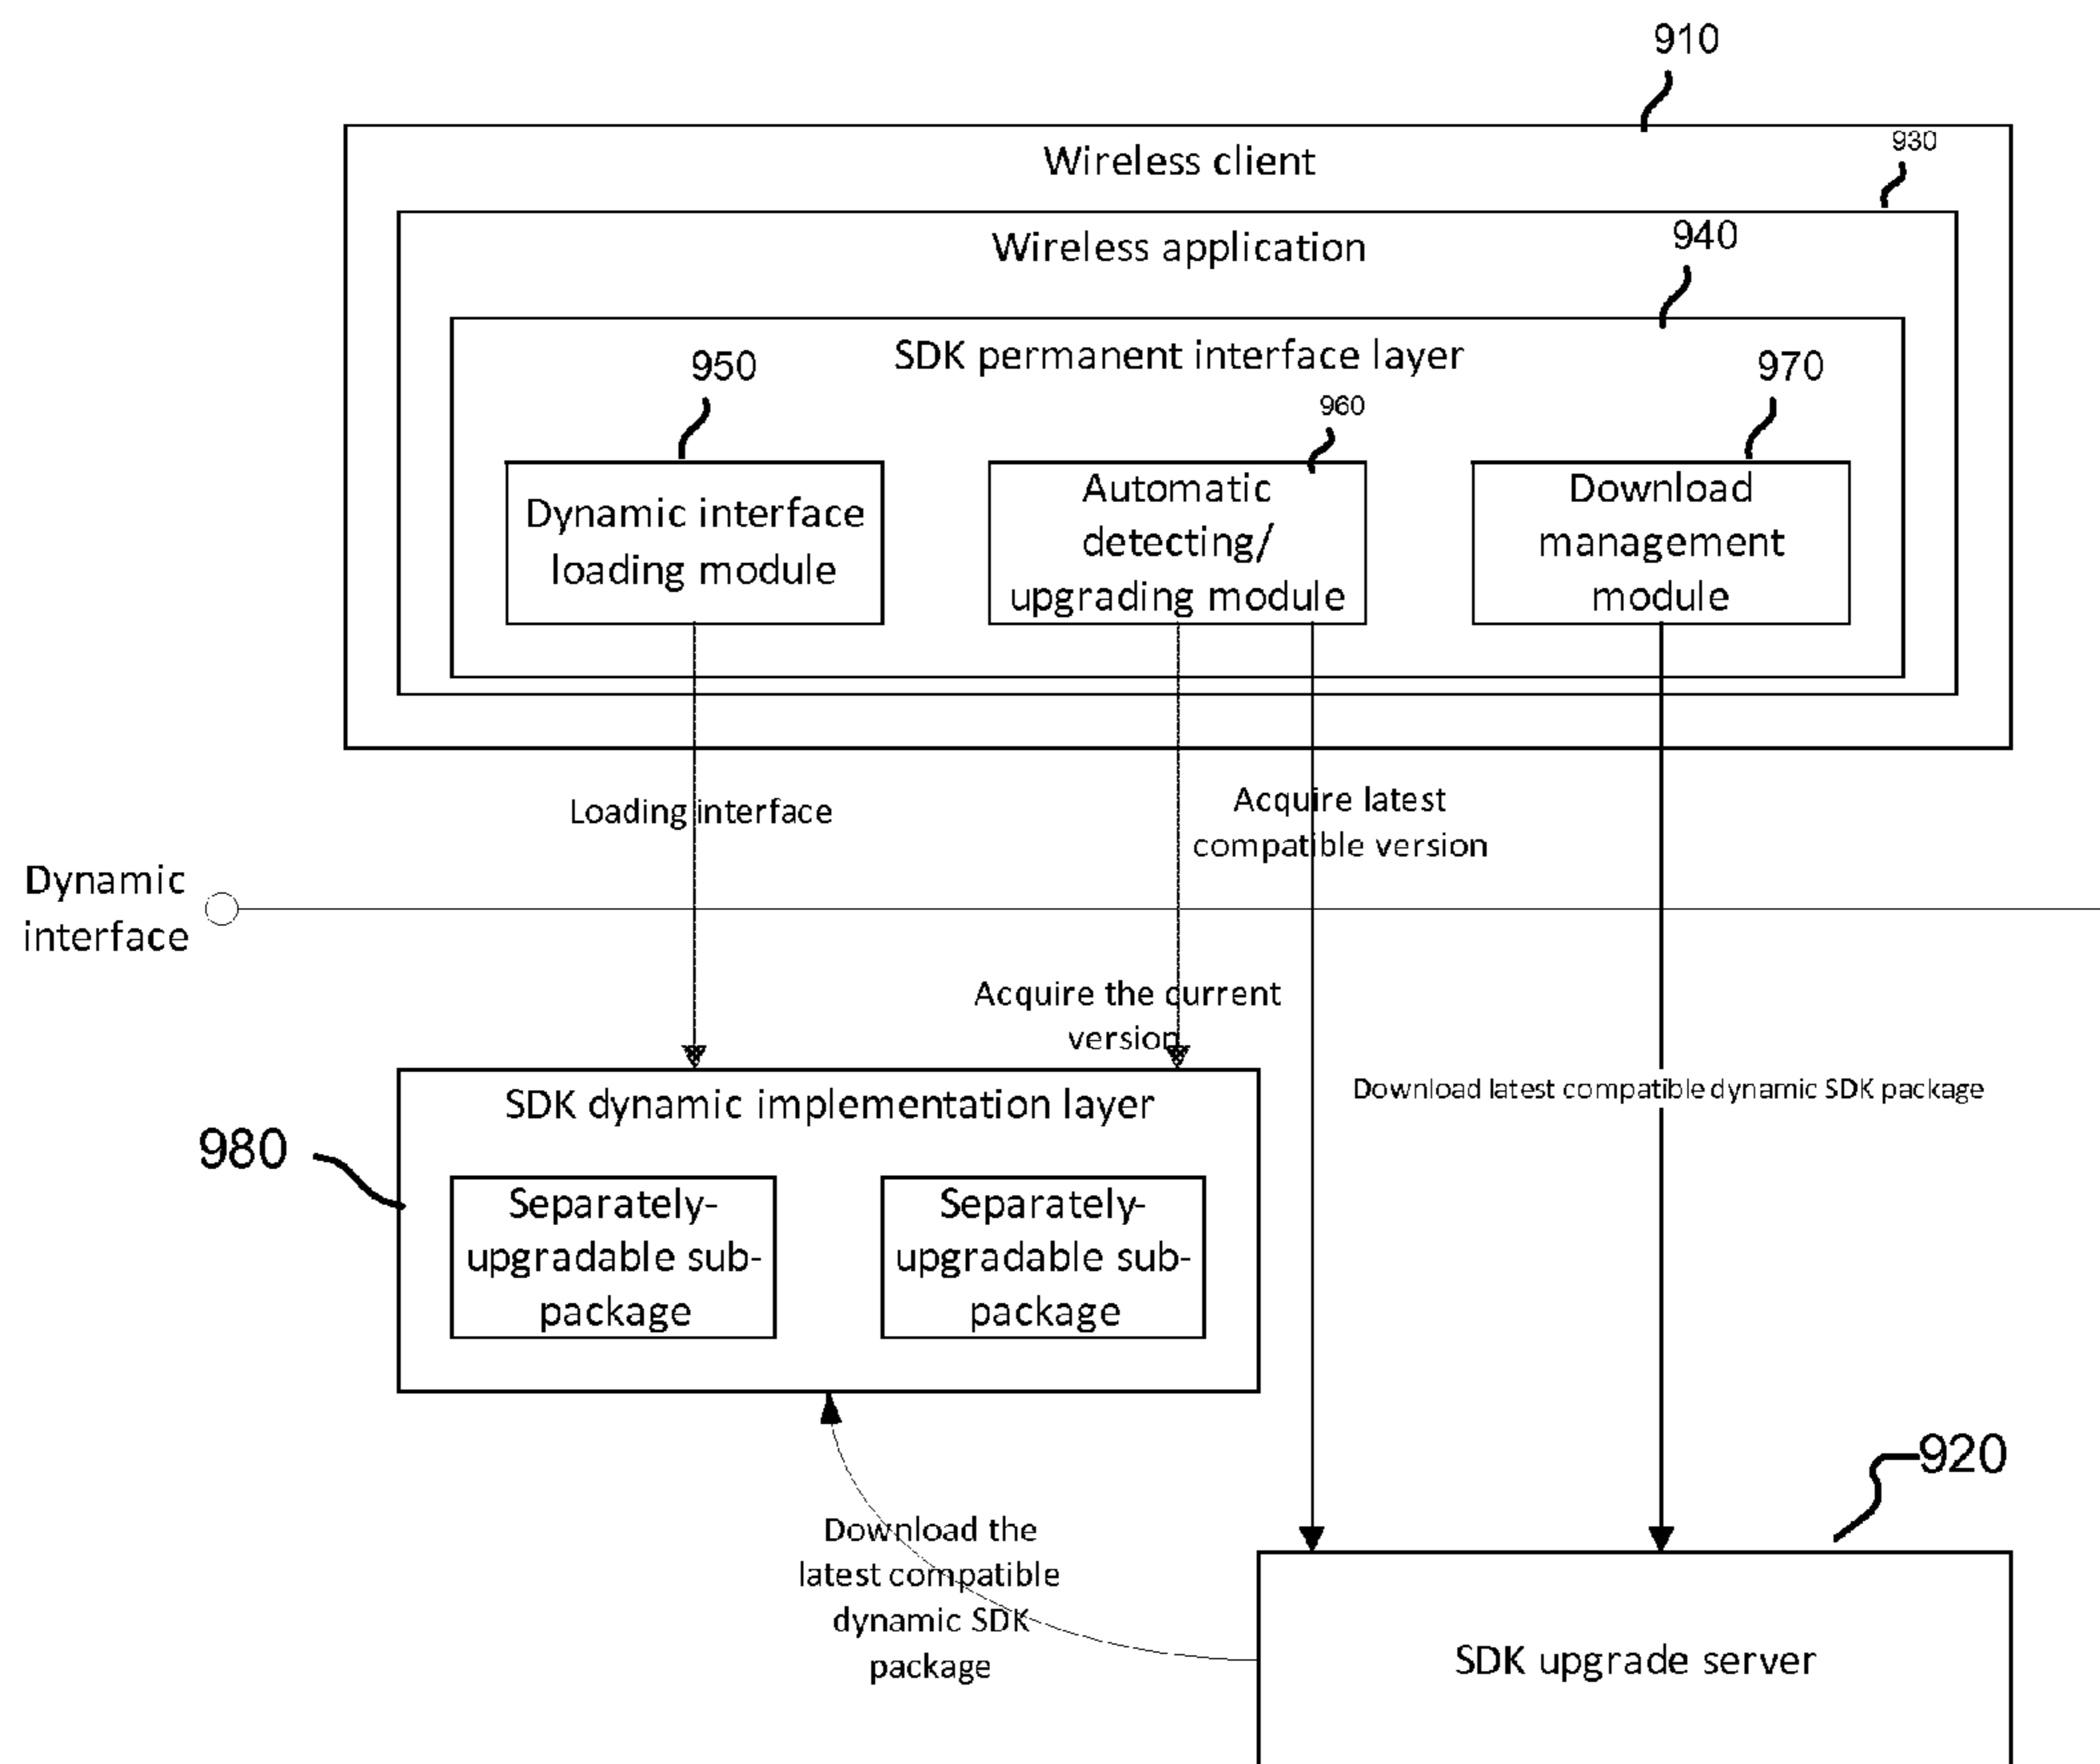 910
Wireless client
930
Wireless application
940
SDK permanent interface layer
950
960
970
Dynamic interface
loading module
Automatic
detecting/
upgrading module
Download
management
module
Loading interface
Acquire latest
compatible version
Dynamic
interface
Acquire the current
version
Download latest compatible dynamic SDK package
SDK dynamic implementation layer
980
Separately-
upgradable sub-
package
Separately-
upgradable sub-
package
920
Download the
latest compatible
dynamic SDK
package
SDK upgrade server